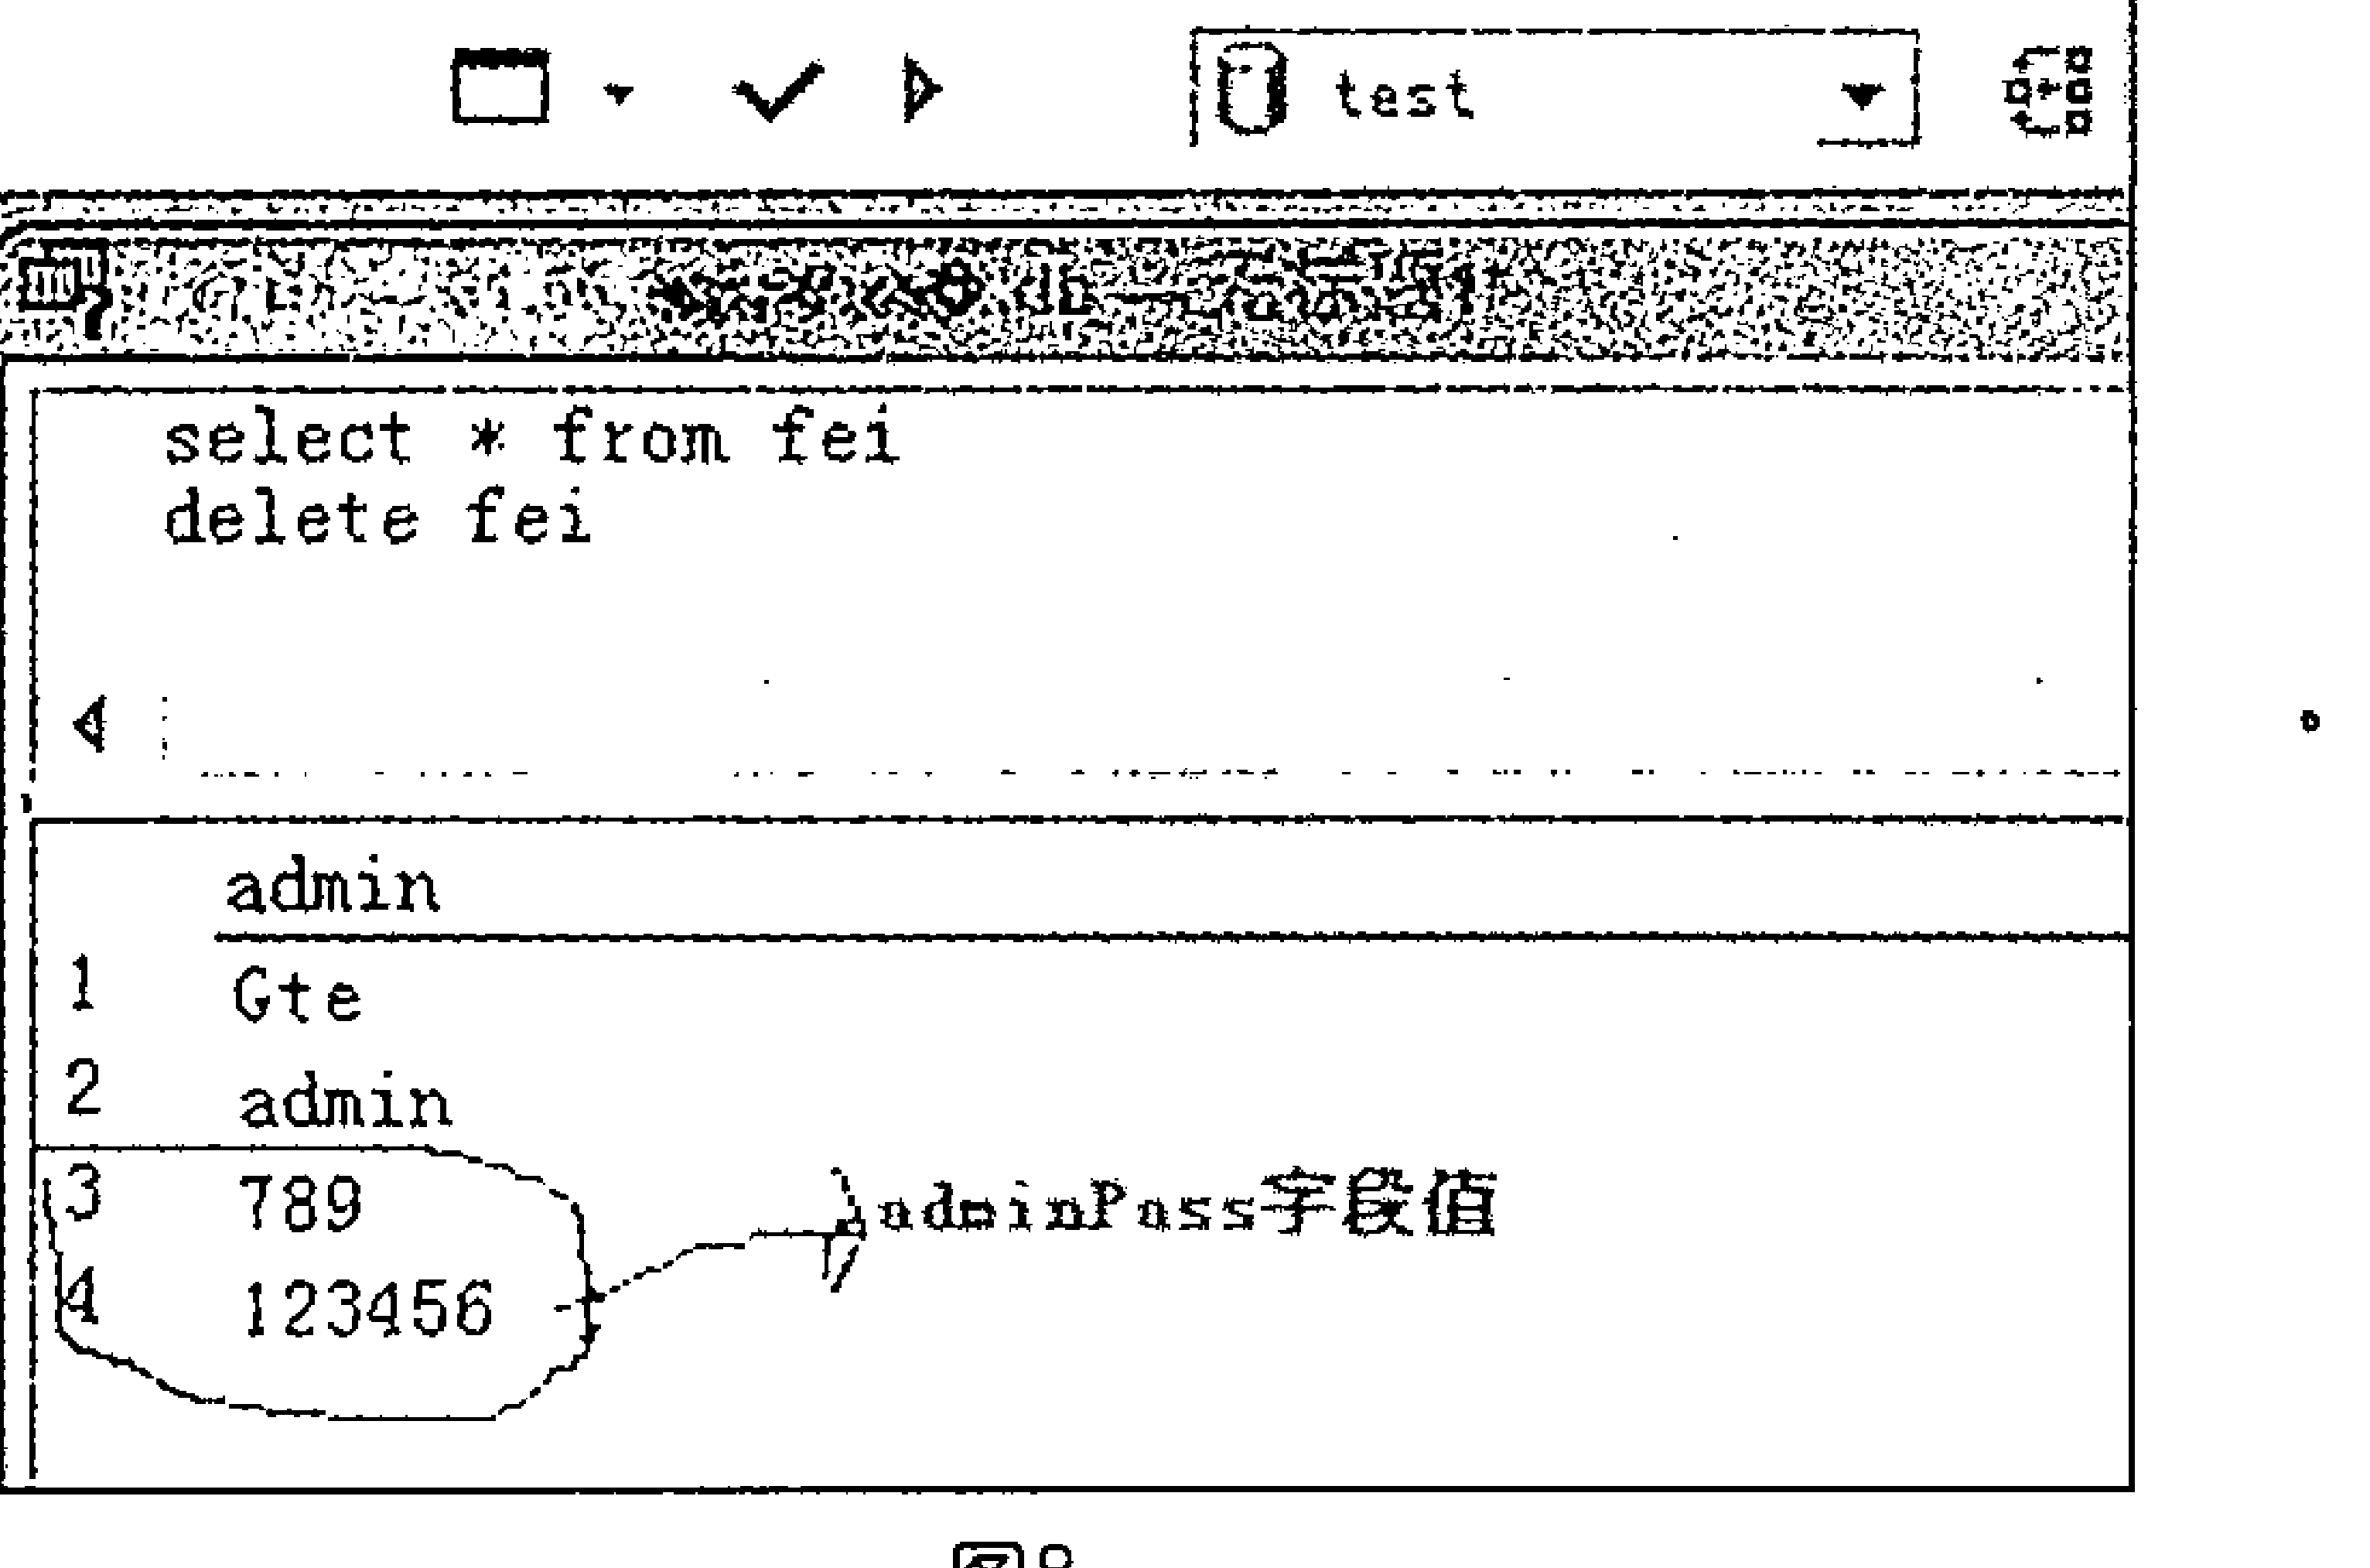 test
select * from fei
delete fei
admin
1 Gte
2 admin
3 789 adminPass字段值
4 123456